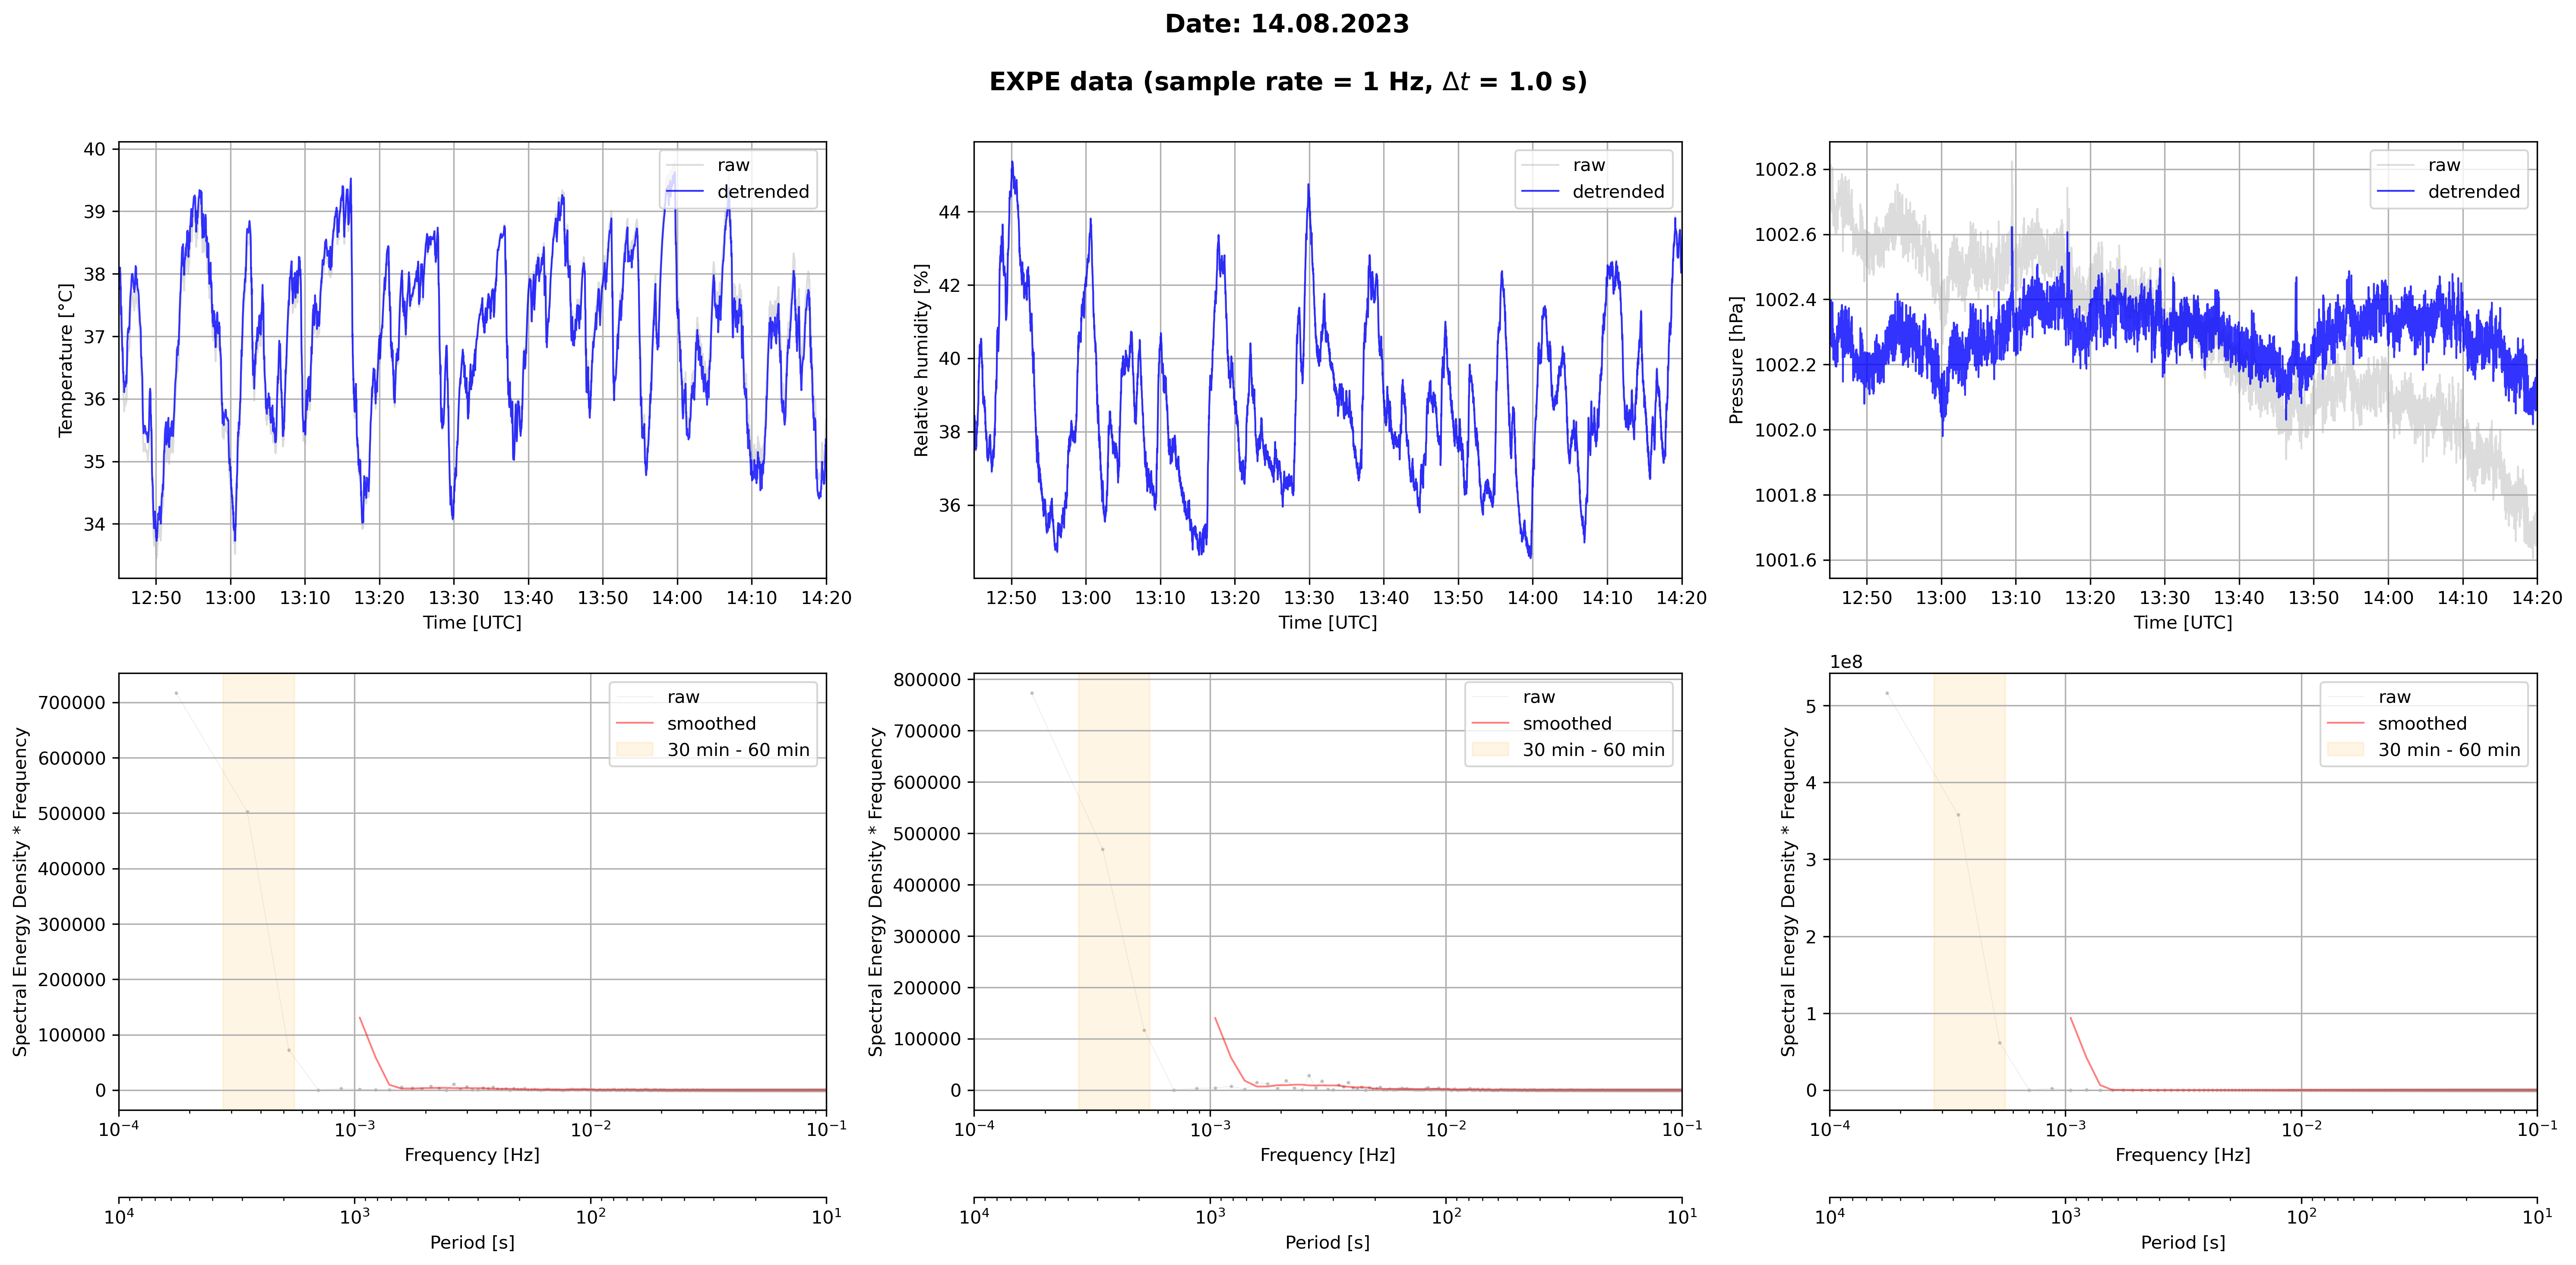 Date: 14.08.2023
EXPE data (sample rate = 1 Hz, Δt = 1.0 s)
Temperature [°C]
40
39
38
37
36
35
34
raw
detrended
12:50 13:00 13:10 13:20 13:30 13:40 13:50 14:00 14:10 14:20
Time [UTC]
Relative humidity [%]
44
42
40
38
36
raw
detrended
12:50 13:00 13:10 13:20 13:30 13:40 13:50 14:00 14:10 14:20
Time [UTC]
Pressure [hPa]
1002.8
1002.6
1002.4
1002.2
1002.0
1001.8
1001.6
raw
detrended
12:50 13:00 13:10 13:20 13:30 13:40 13:50 14:00 14:10 14:20
Time [UTC]
Spectral Energy Density * Frequency
700000
600000
500000
400000
300000
200000
100000
0
raw
smoothed
30 min - 60 min
10⁻⁴ 10⁻³ 10⁻² 10⁻¹
Frequency [Hz]
10⁴ 10³ 10² 10¹
Period [s]
Spectral Energy Density * Frequency
800000
700000
600000
500000
400000
300000
200000
100000
0
raw
smoothed
30 min - 60 min
10⁻⁴ 10⁻³ 10⁻² 10⁻¹
Frequency [Hz]
10⁴ 10³ 10² 10¹
Period [s]
1e8
Spectral Energy Density * Frequency
5
4
3
2
1
0
raw
smoothed
30 min - 60 min
10⁻⁴ 10⁻³ 10⁻² 10⁻¹
Frequency [Hz]
10⁴ 10³ 10² 10¹
Period [s]